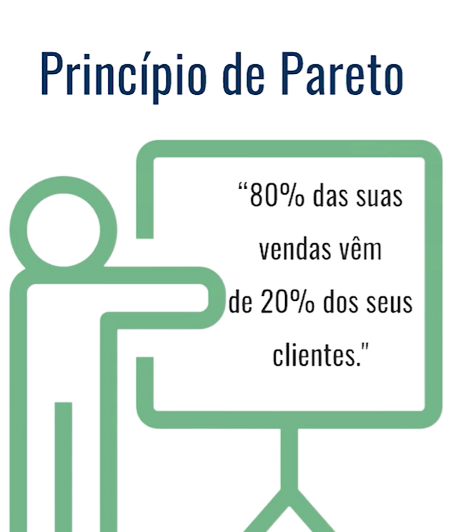 Princípio de Pareto
“80% das suas
vendas vêm
de 20% dos seus
clientes."